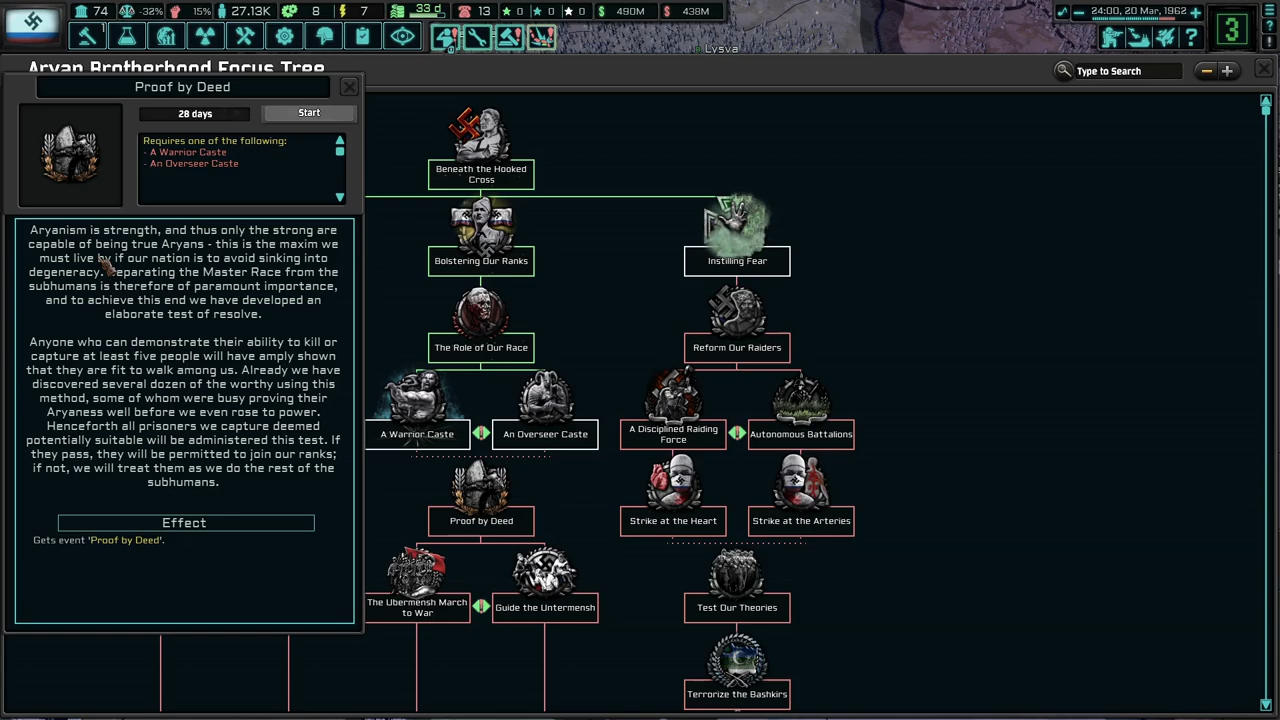 74
-32%
15%
27.13K
8
7
33 d
13
0
0
0
490M
438M
24:00, 20 Mar, 1962
3
1
Lysva
Aryan Brotherhood Focus Tree
Type to Search
Proof by Deed
28 days
Start
Requires one of the following:
- A Warrior Caste
- An Overseer Caste
Aryanism is strength, and thus only the strong are
capable of being true Aryans - this is the maxim we
must live by if our nation is to avoid sinking into
degeneracy. Separating the Master Race from the
subhumans is therefore of paramount importance,
and to achieve this end we have developed an
elaborate test of resolve.
Anyone who can demonstrate their ability to kill or
capture at least five people will have amply shown
that they are fit to walk among us. Already we have
discovered several dozen of the worthy using this
method, some of whom were busy proving their
Aryaness well before we even rose to power.
Henceforth all prisoners we capture deemed
potentially suitable will be administered this test. If
they pass, they will be permitted to join our ranks;
if not, we will treat them as we do the rest of the
subhumans.
Effect
Gets event 'Proof by Deed'.
Beneath the Hooked
Cross
Bolstering Our Ranks
Instilling Fear
The Role of Our Race
Reform Our Raiders
A Warrior Caste
An Overseer Caste
A Disciplined Raiding
Force
Autonomous Battalions
Proof by Deed
Strike at the Heart
Strike at the Arteries
The Ubermensh March
to War
Guide the Untermensh
Test Our Theories
Terrorize the Bashkirs